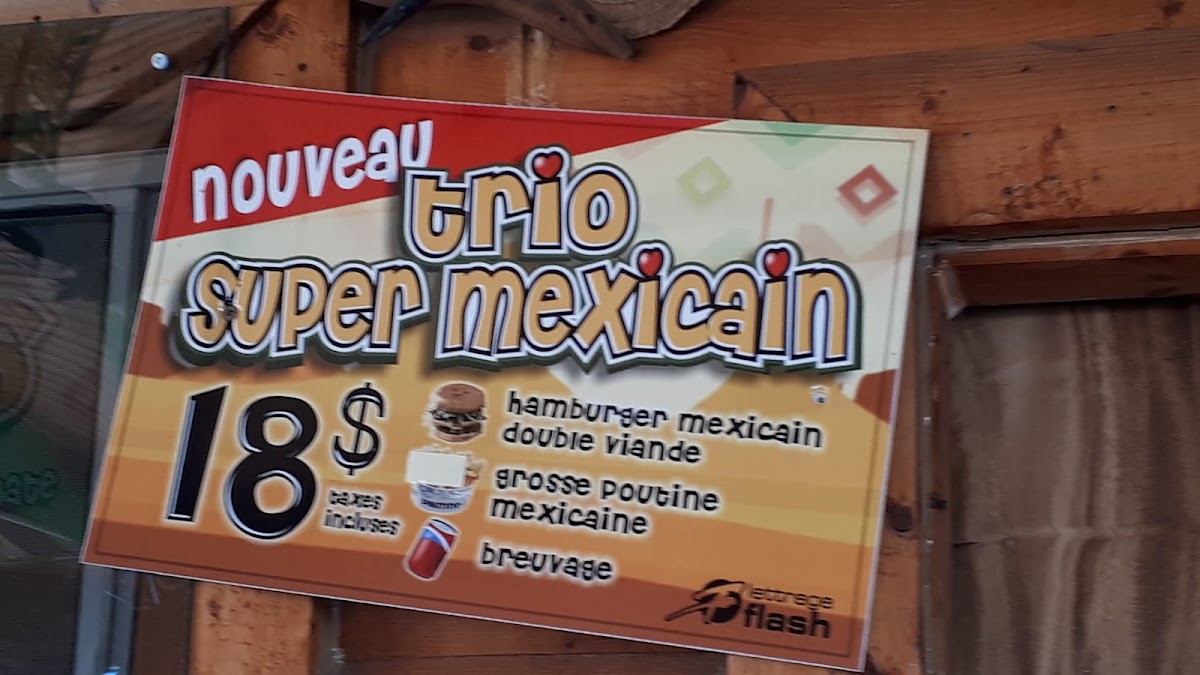 nouveau
trio
super mexicain
18$
taxes
incluses
hamburger mexicain
double viande
grosse poutine
mexicaine
breuvage
lettrage
flash